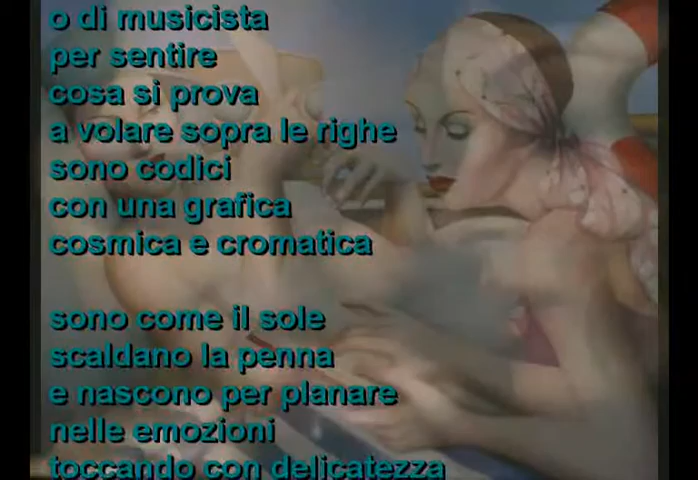 o di musicista
per sentire
cosa si prova
a volare sopra le righe
sono codici
con una grafica
cosmica e cromatica
sono come il sole
scaldano la penna
e nascono per planare
nelle emozioni
toccando con delicatezza